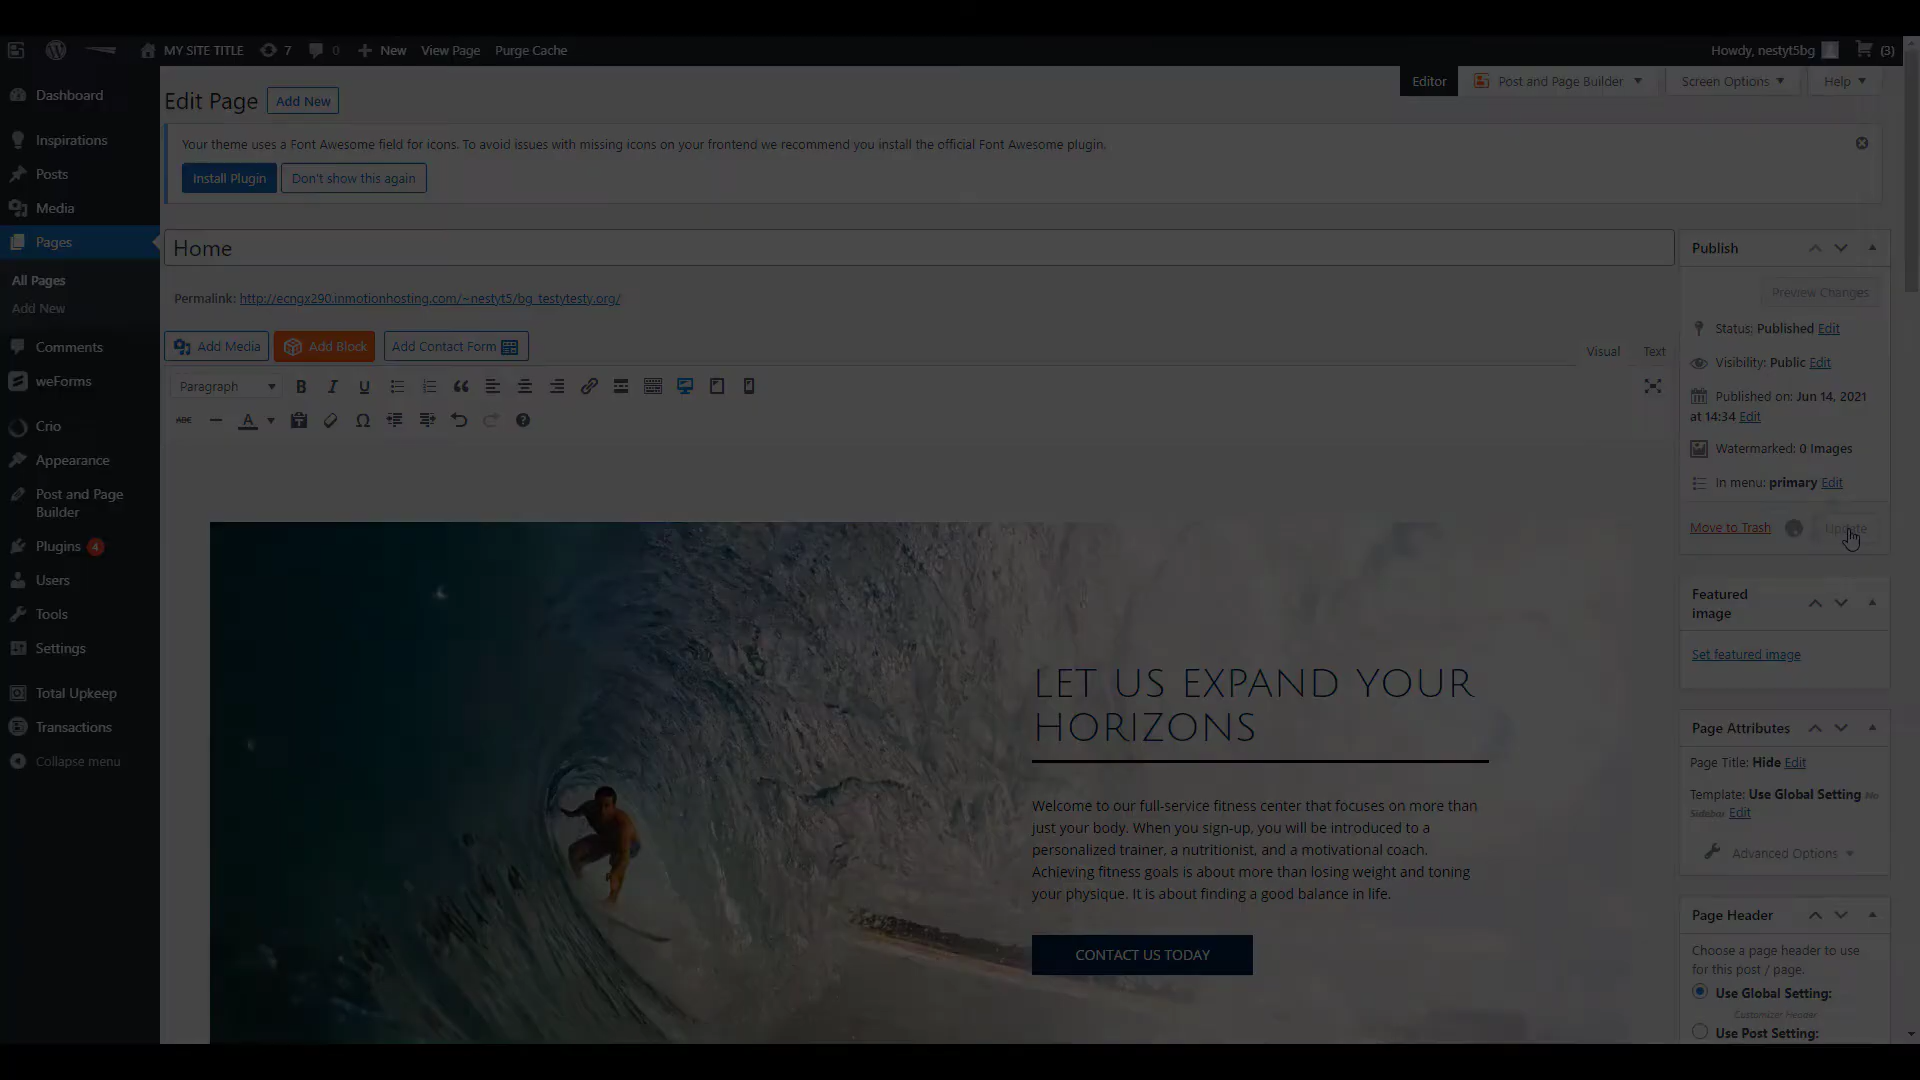 MY SITE TITLE 7 0 New View Page Purge Cache Howdy, nestyt5bg (3)
Dashboard
Inspirations
Posts
Media
Pages
All Pages
Add New
Comments
weForms
Crio
Appearance
Post and Page
Builder
Plugins 4
Users
Tools
Settings
Total Upkeep
Transactions
Collapse menu
Editor Post and Page Builder Screen Options Help
Edit Page Add New
Your theme uses a Font Awesome field for icons. To avoid issues with missing icons on your frontend we recommend you install the official Font Awesome plugin.
Install Plugin Don't show this again
Home
Permalink: http://ecngx290.inmotionhosting.com/~nestyt5/bg_testytesty.org/
Add Media Add Block Add Contact Form
Visual Text
Paragraph B I U
ABC A
LET US EXPAND YOUR
HORIZONS
Welcome to our full-service fitness center that focuses on more than
just your body. When you sign-up, you will be introduced to a
personalized trainer, a nutritionist, and a motivational coach.
Achieving fitness goals is about more than losing weight and toning
your physique. It is about finding a good balance in life.
CONTACT US TODAY
Publish
Preview Changes
Status: Published Edit
Visibility: Public Edit
Published on: Jun 14, 2021
at 14:34 Edit
Watermarked: 0 Images
In menu: primary Edit
Move to Trash Update
Featured
image
Set featured image
Page Attributes
Page Title: Hide Edit
Template: Use Global Setting No
Sidebar Edit
Advanced Options
Page Header
Choose a page header to use
for this post / page.
Use Global Setting:
Customizer Header
Use Post Setting: